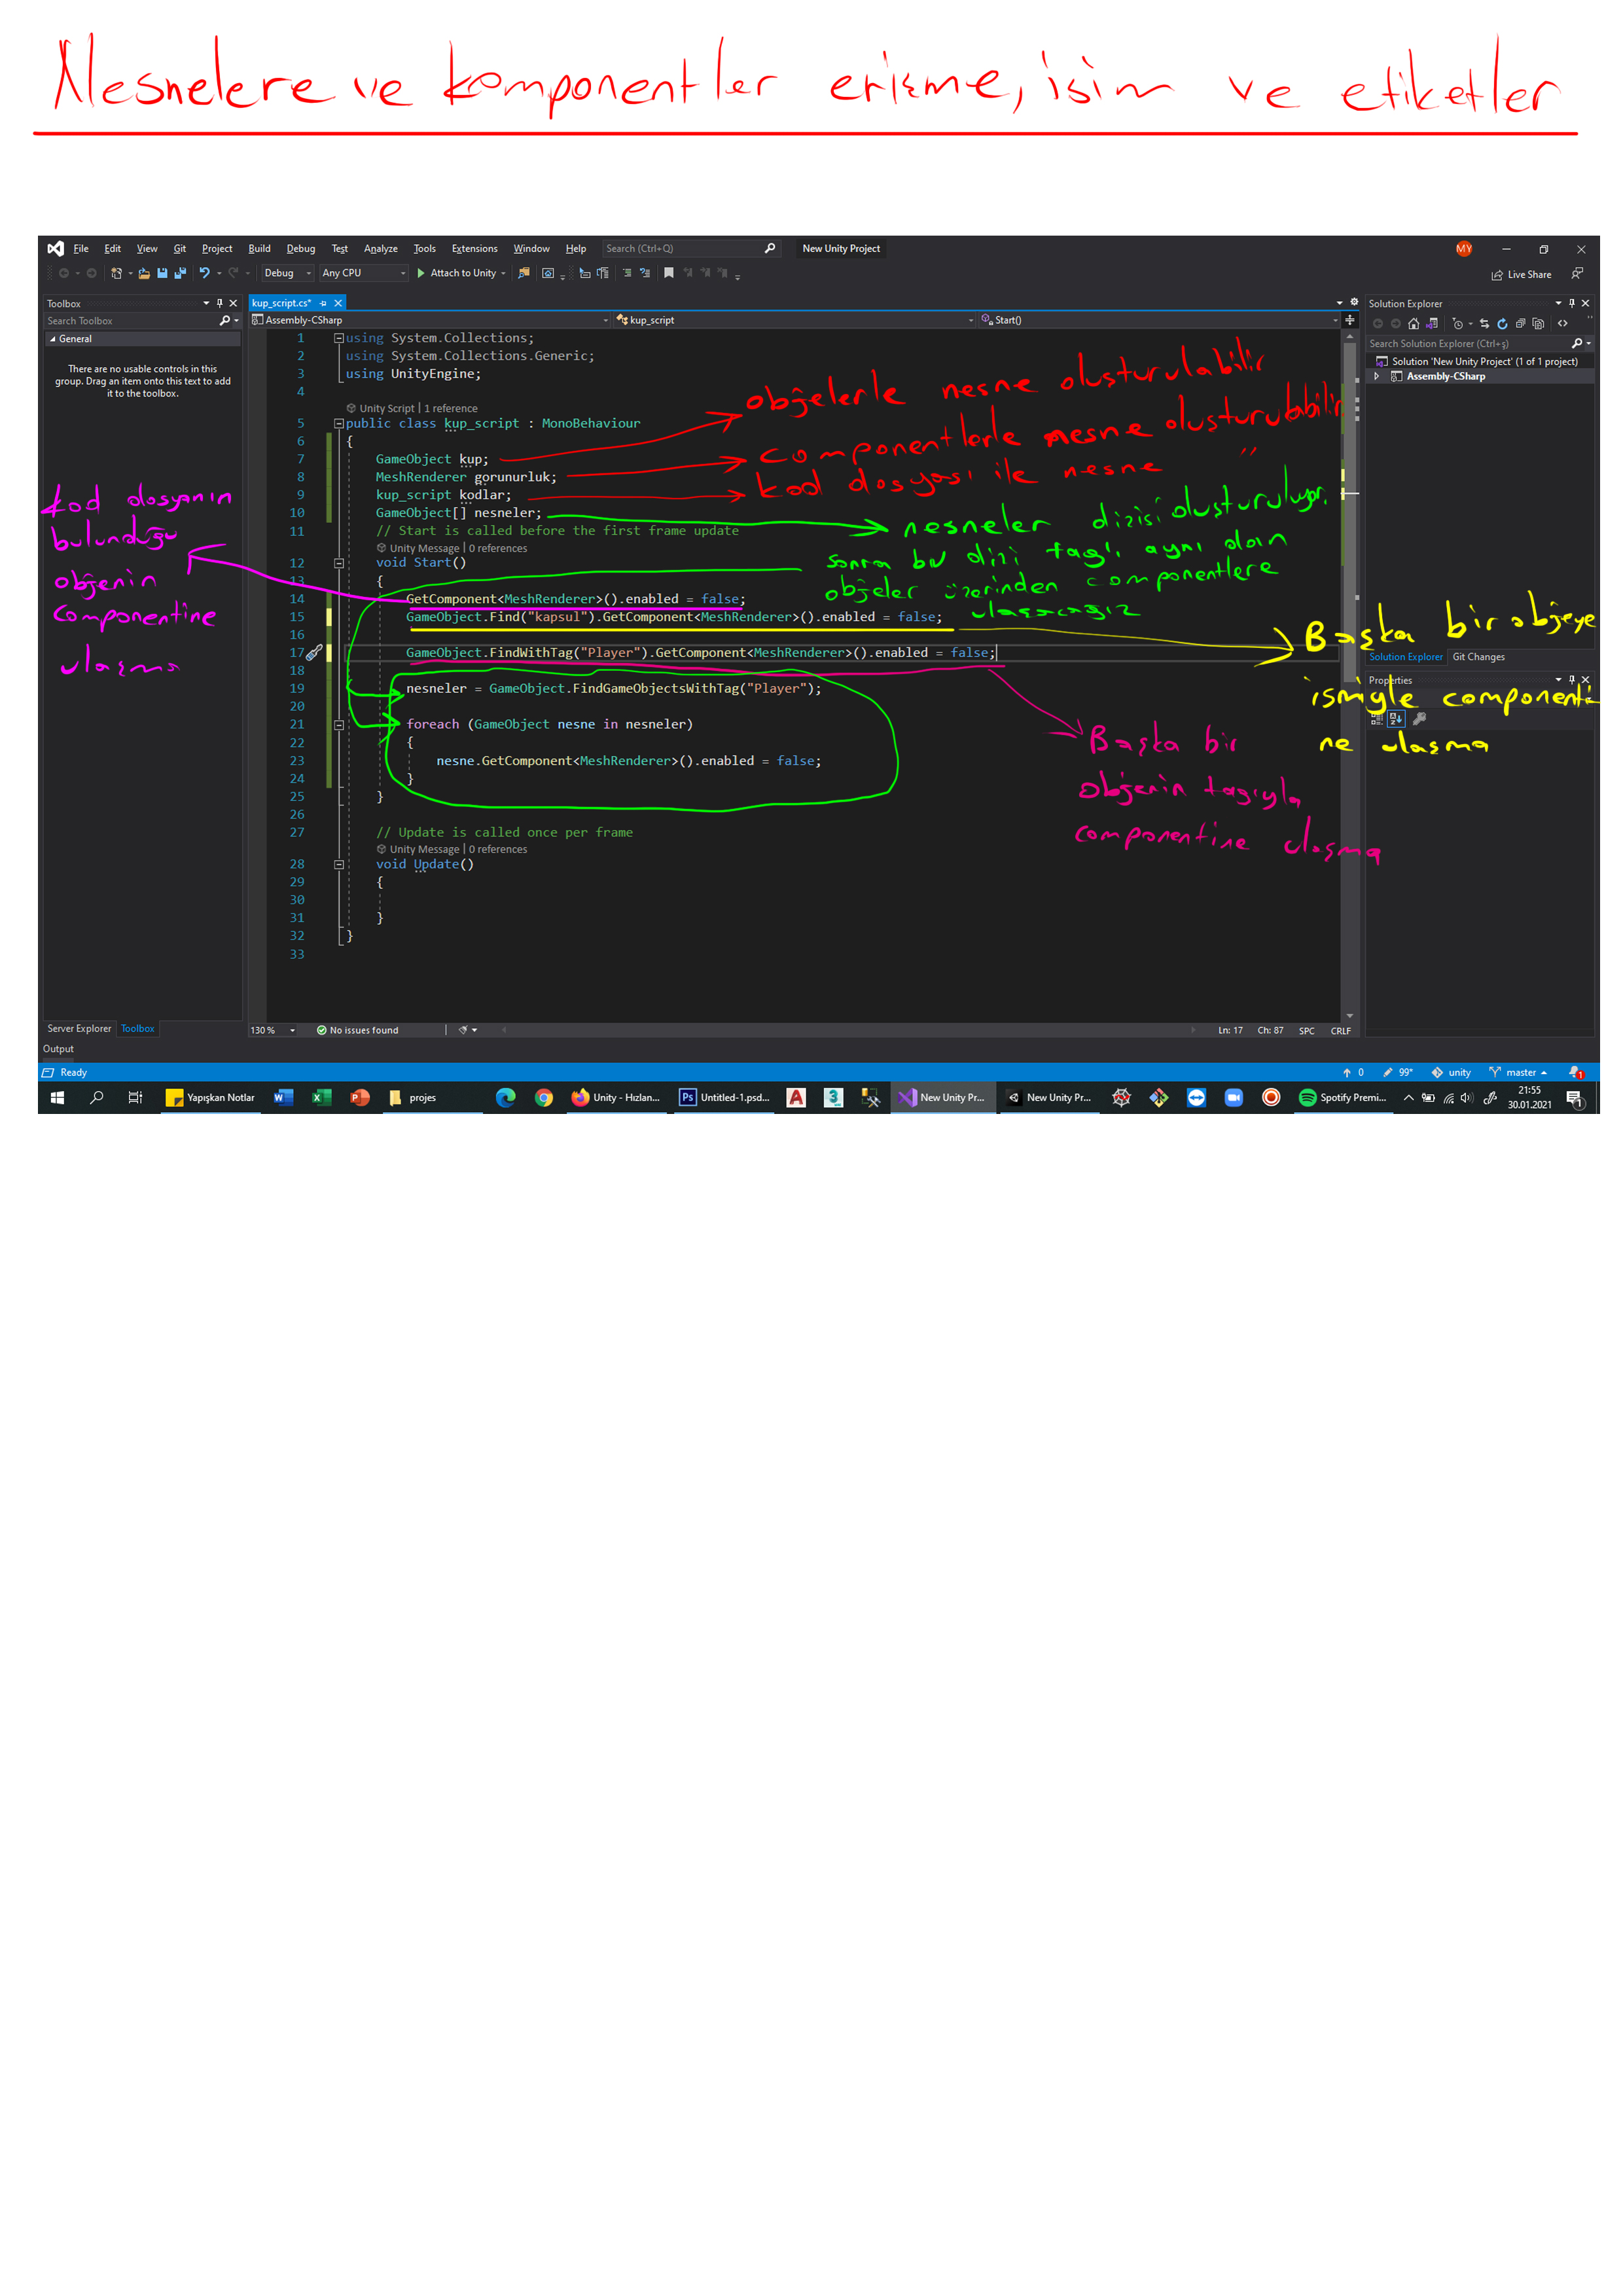 Nesnelere ve komponentler erişme, isim ve etiketler
File Edit View Git Project Build Debug Test Analyze Tools Extensions Window Help Search (Ctrl+Q) New Unity Project MY
Debug Any CPU Attach to Unity Live Share
Toolbox
Search Toolbox
General
There are no usable controls in this
group. Drag an item onto this text to add
it to the toolbox.
kod dosyanın
bulunduğu
objenin
componentine
ulaşma
Server Explorer Toolbox
kup_script.cs*
Assembly-CSharp kup_script Start()
1 using System.Collections;
2 using System.Collections.Generic;
3 using UnityEngine;
4
Unity Script | 1 reference
5 public class kup_script : MonoBehaviour
6 {
7 GameObject kup;
8 MeshRenderer gorunurluk;
9 kup_script kodlar;
10 GameObject[] nesneler;
11 // Start is called before the first frame update
Unity Message | 0 references
12 void Start()
13 {
14 GetComponent<MeshRenderer>().enabled = false;
15 GameObject.Find("kapsul").GetComponent<MeshRenderer>().enabled = false;
16
17 GameObject.FindWithTag("Player").GetComponent<MeshRenderer>().enabled = false;
18
19 nesneler = GameObject.FindGameObjectsWithTag("Player");
20
21 foreach (GameObject nesne in nesneler)
22 {
23 nesne.GetComponent<MeshRenderer>().enabled = false;
24 }
25 }
26
27 // Update is called once per frame
Unity Message | 0 references
28 void Update()
29 {
30
31 }
32 }
33
objelerle nesne oluşturulabilir
componentlerle nesne oluşturulabilir
kod dosyası ile nesne "
nesneler dizisi oluşturuluyor.
sonra bu dizi tag'ı aynı olan
objeler üzerinden componentlere
ulaşacağız
Başka bir objeye
ismiyle componenti
ne ulaşma
Başka bir
objenin tagıyla
componentine ulaşma
130 % No issues found Ln: 17 Ch: 87 SPC CRLF
Solution Explorer
Search Solution Explorer (Ctrl+ş)
Solution 'New Unity Project' (1 of 1 project)
Assembly-CSharp
Solution Explorer Git Changes
Properties
Output
Ready 0 99⁺ unity master 1
Yapışkan Notlar projes Unity - Hızlan... Ps Untitled-1.psd... A 3 New Unity Pr... New Unity Pr... Spotify Premi... 21:55
30.01.2021 1